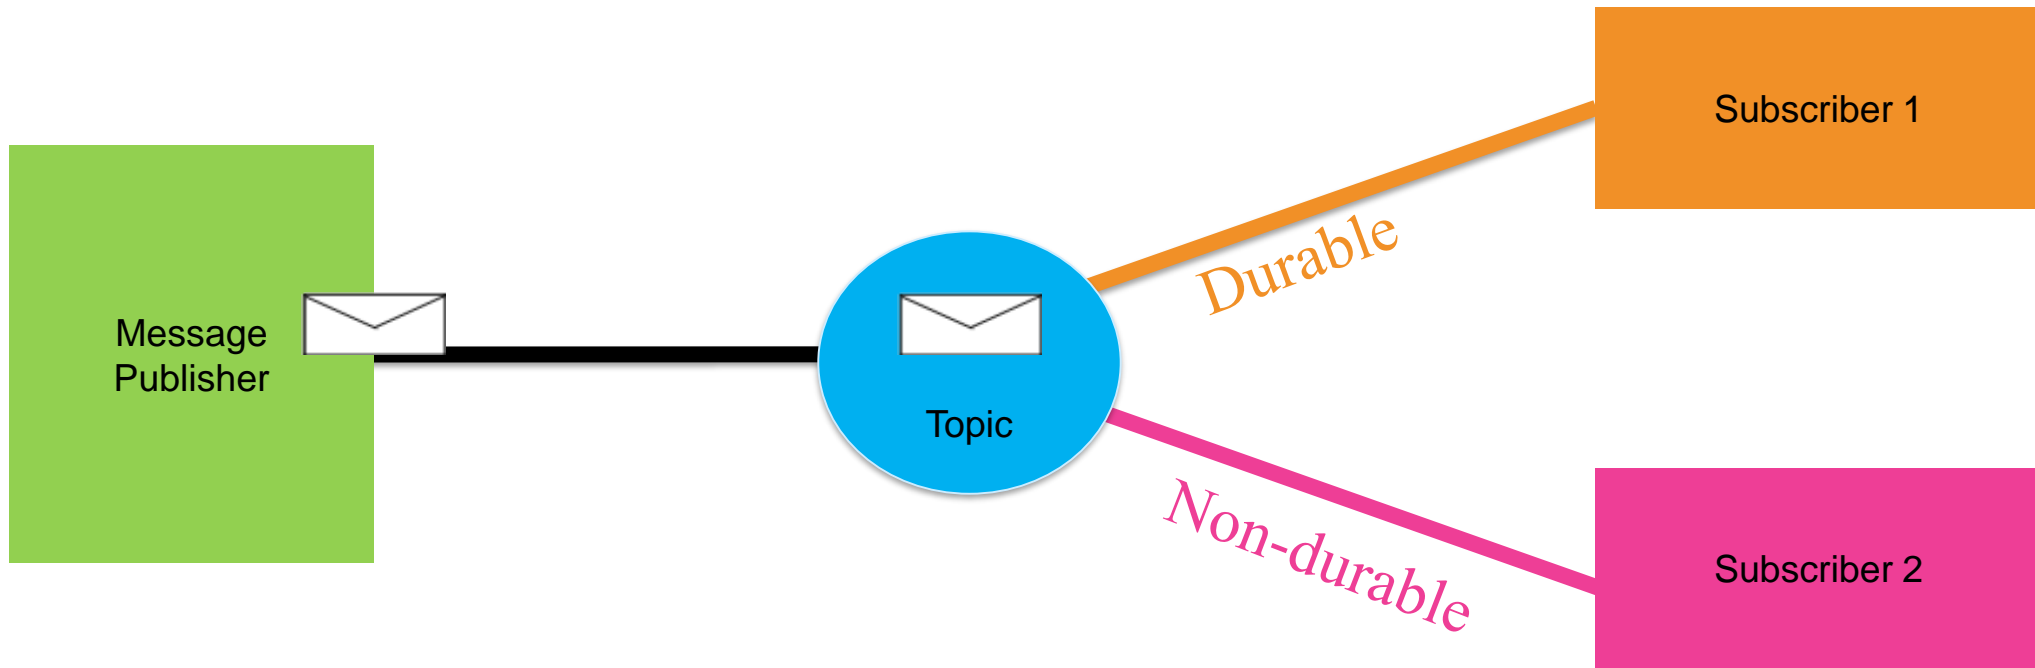 Message
Publisher
Topic
Durable
Non-durable
Subscriber 1
Subscriber 2